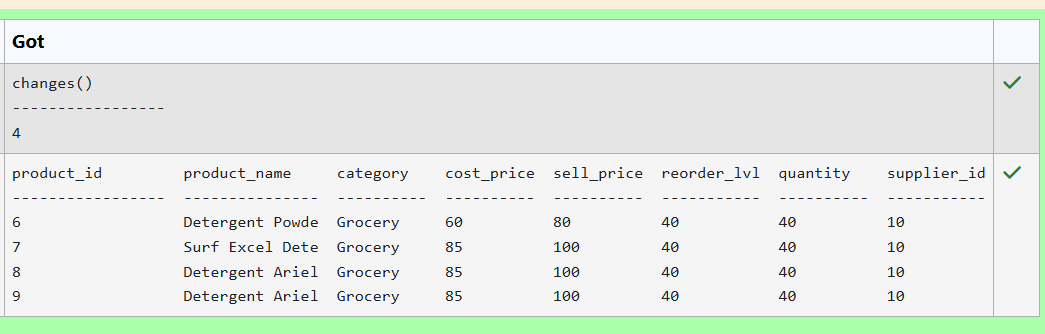 Got
changes()
-----------------
4
product_id product_name category cost_price sell_price reorder_lvl quantity supplier_id
----------------- --------------- ---------- ---------- ---------- ----------- ---------- -----------
6 Detergent Powde Grocery 60 80 40 40 10
7 Surf Excel Dete Grocery 85 100 40 40 10
8 Detergent Ariel Grocery 85 100 40 40 10
9 Detergent Ariel Grocery 85 100 40 40 10